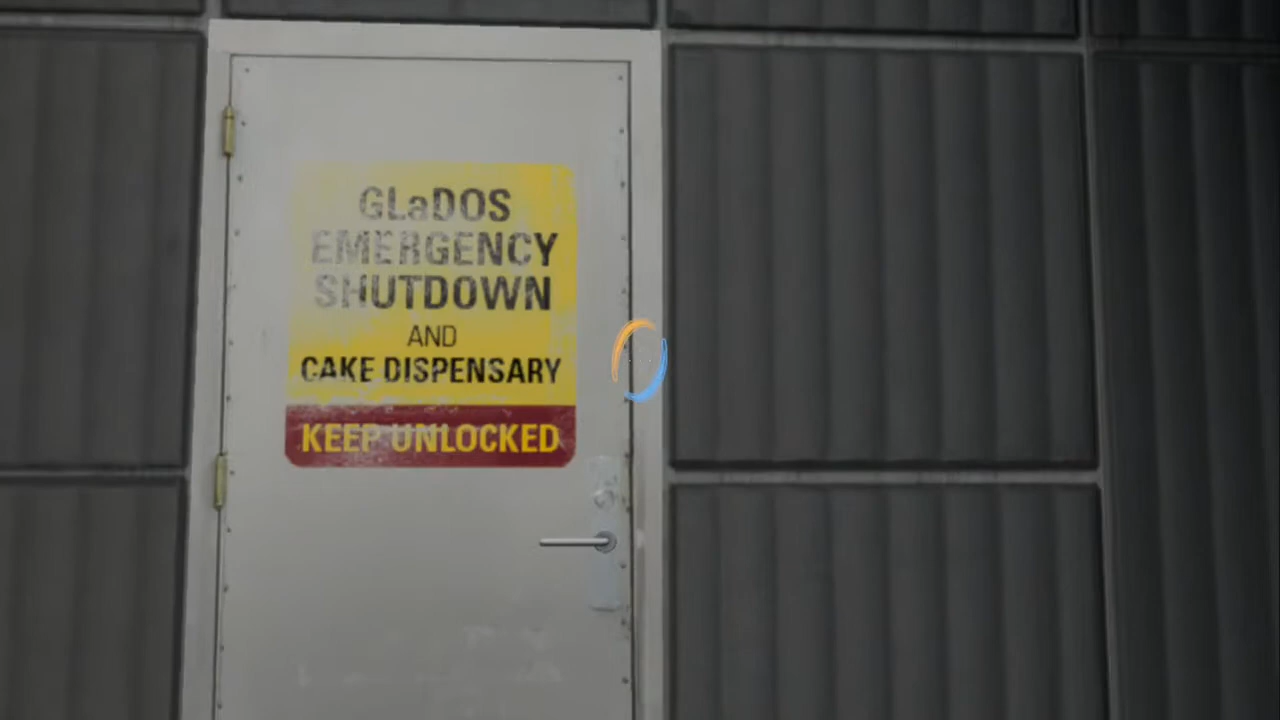 GLaDOS
EMERGENCY
SHUTDOWN
AND
CAKE DISPENSARY
KEEP UNLOCKED